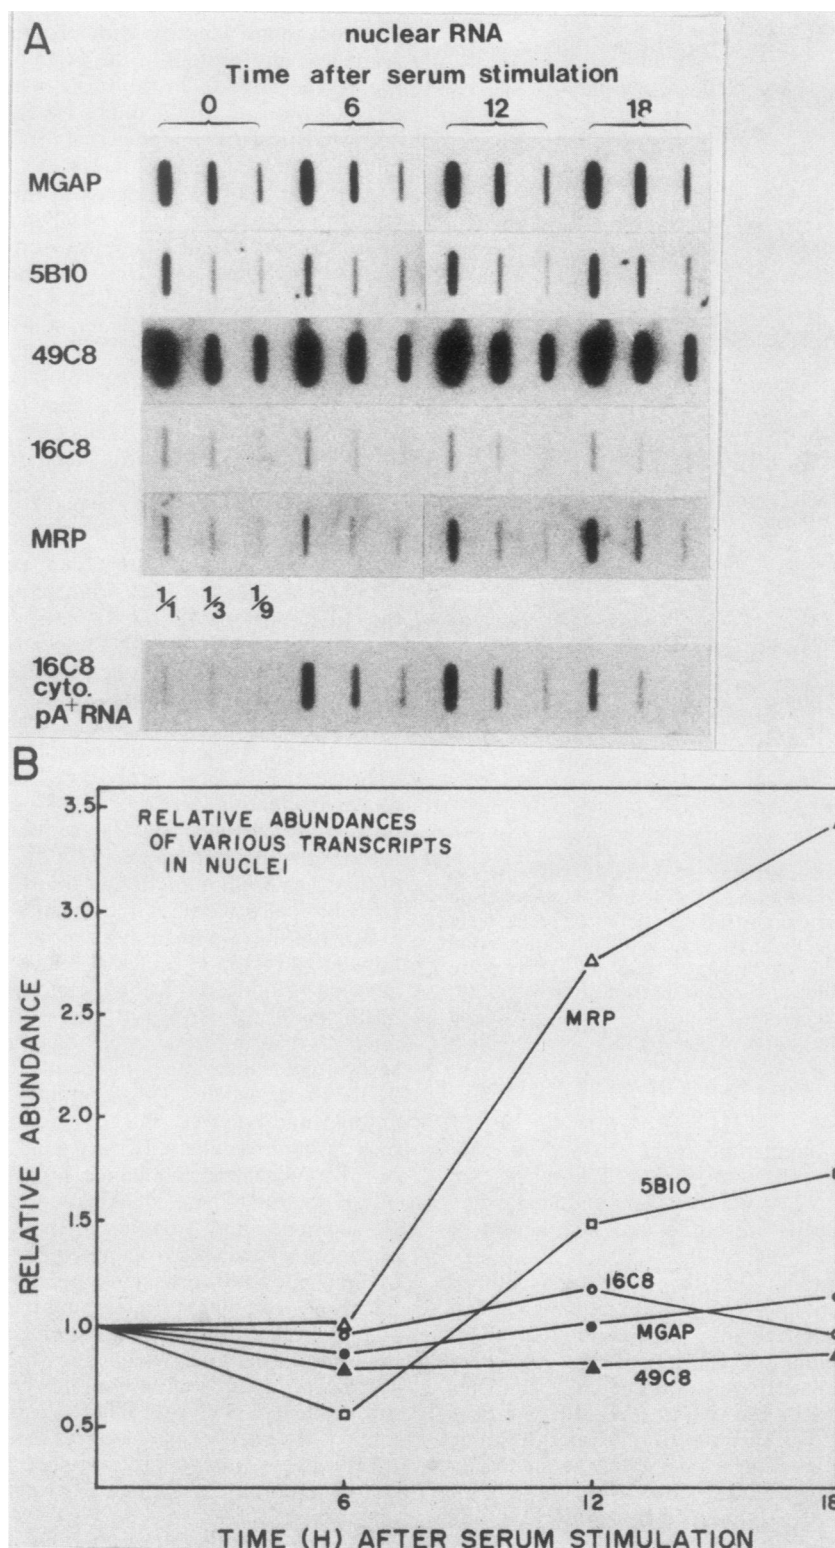 A
nuclear RNA
Time after serum stimulation
0 6 12 18
MGAP
5B10
49C8
16C8
MRP
1/1 1/3 1/9
16C8
cyto.
pA+RNA
B
RELATIVE ABUNDANCES
OF VARIOUS TRANSCRIPTS
IN NUCLEI
3.5
3.0
2.5
2.0
1.5
1.0
0.5
RELATIVE ABUNDANCE
MRP
5B10
16C8
MGAP
49C8
6 12 18
TIME (H) AFTER SERUM STIMULATION